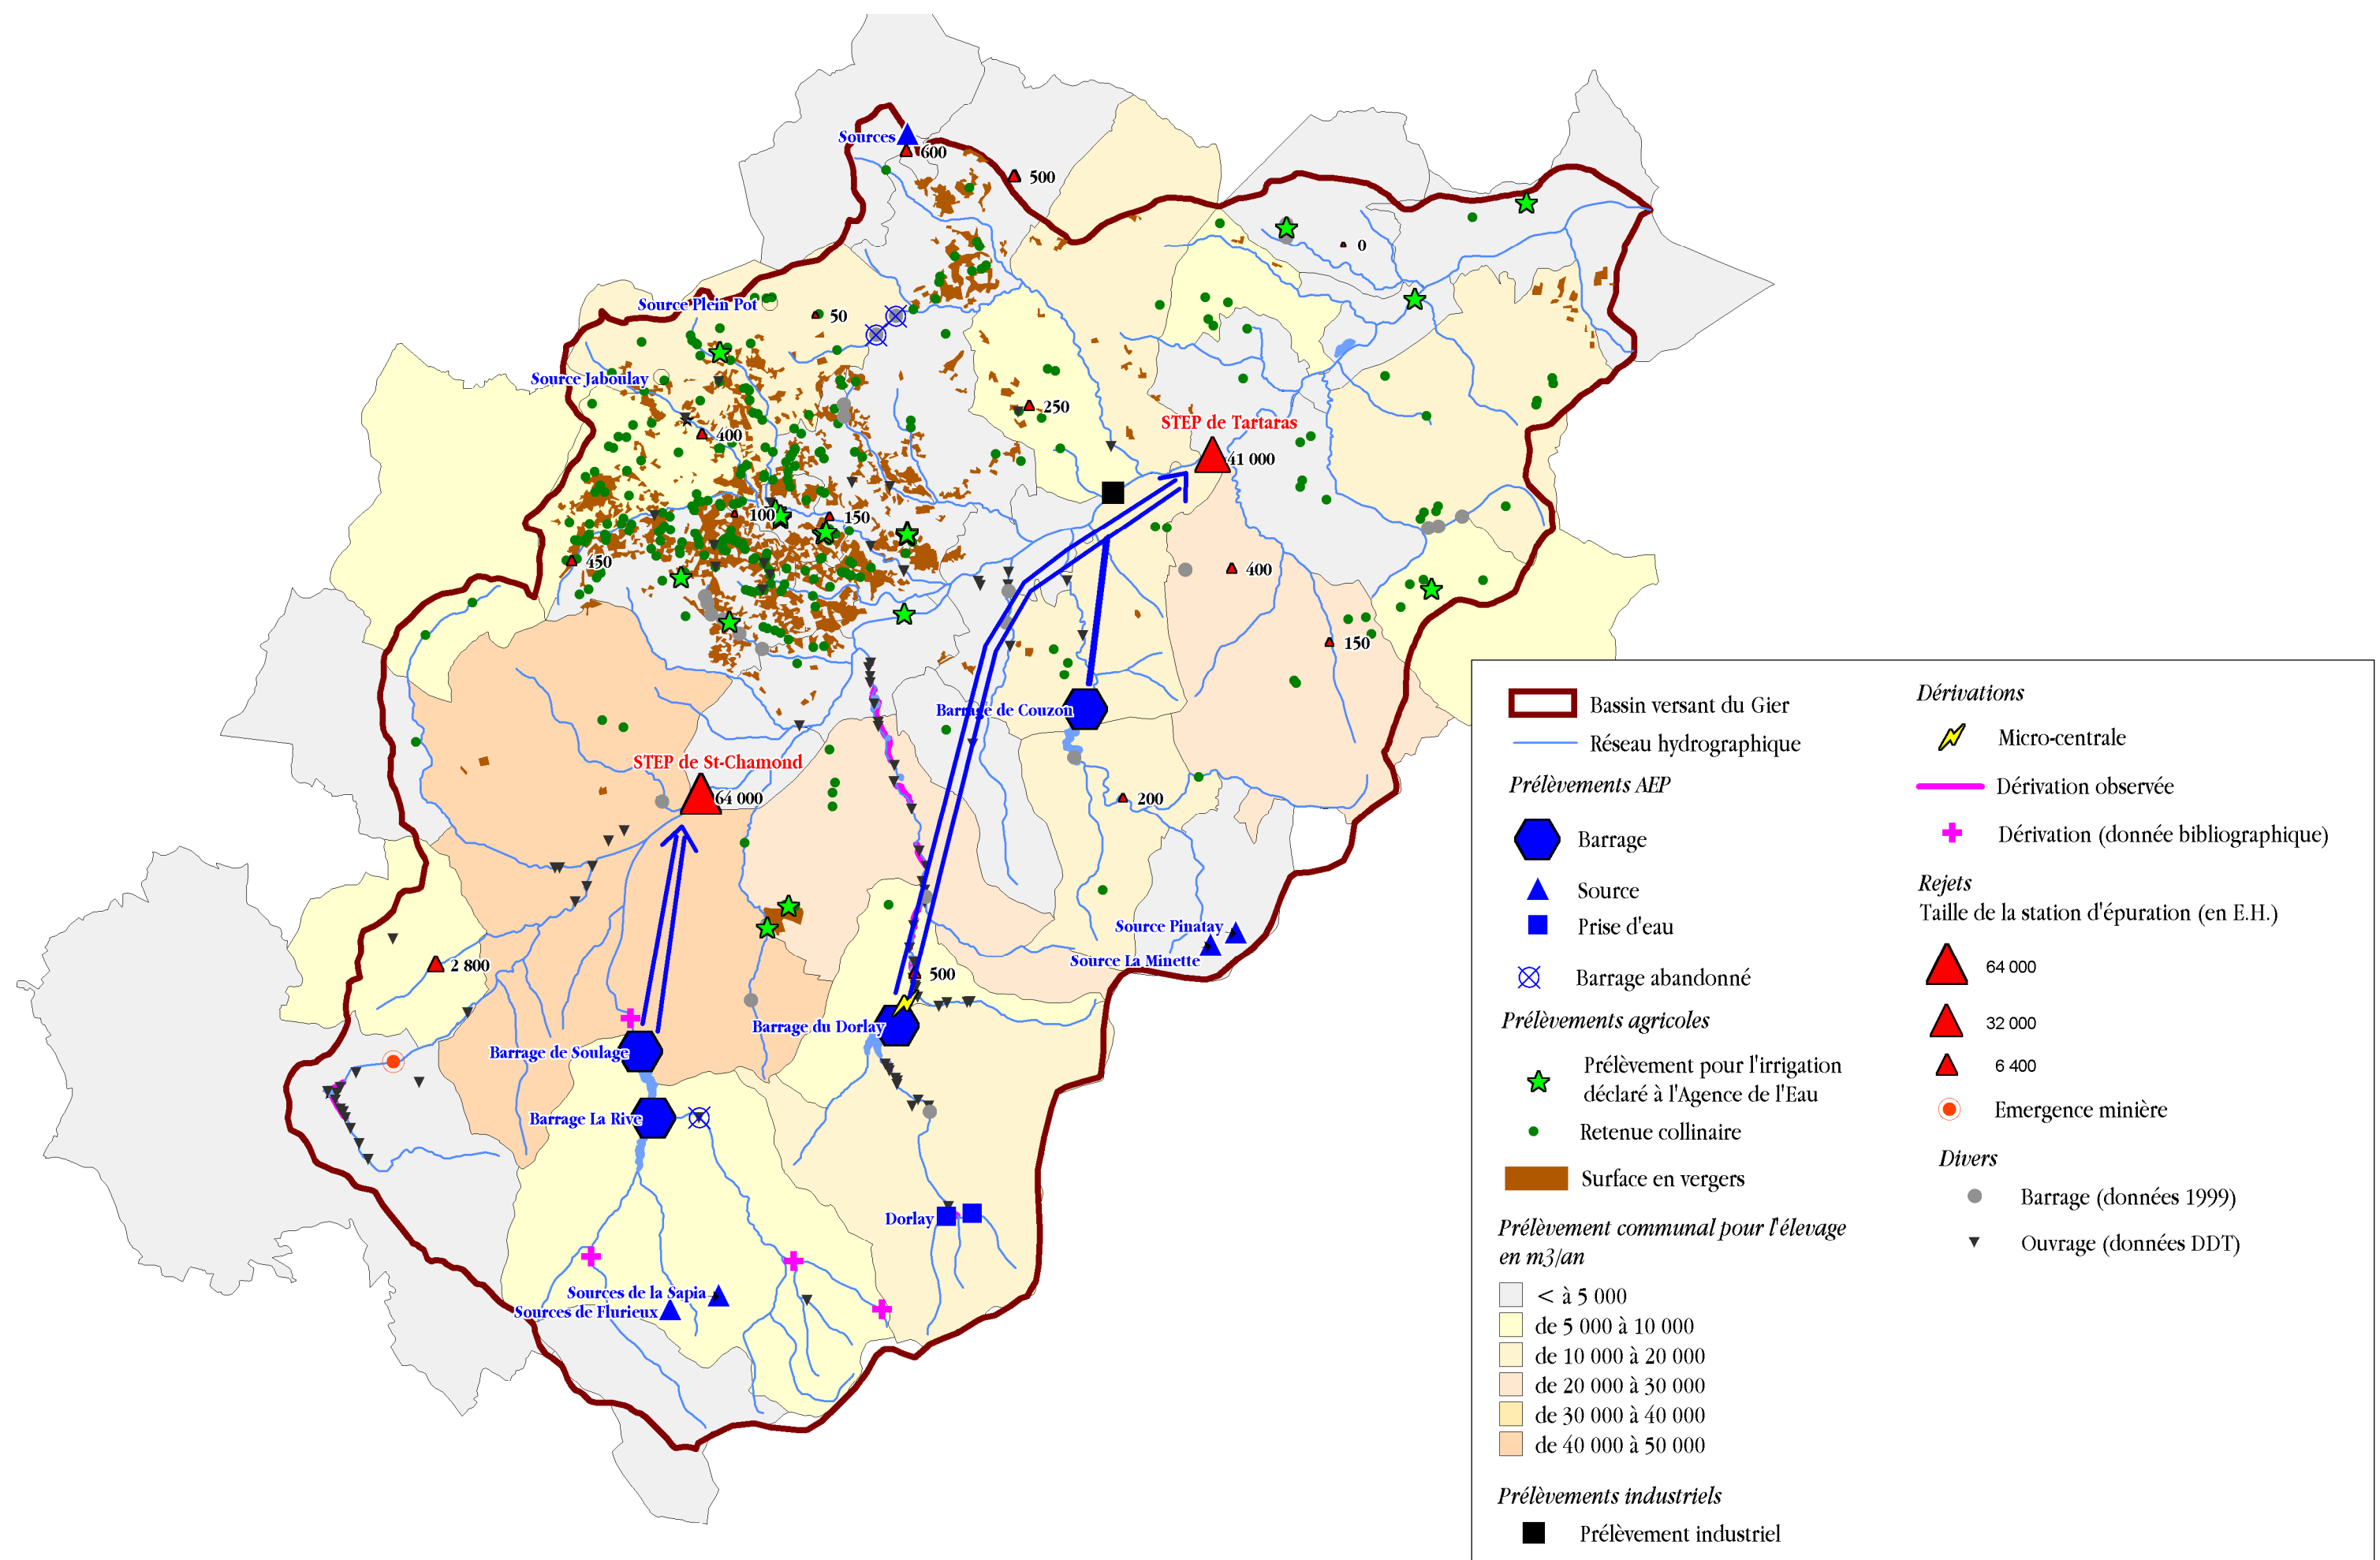 Sources
600
500
0
Source Plein Pot
50
Source Jaboulay
250
400
STEP de Tartaras
41 000
100
150
450
400
150
Barrage de Couzon
STEP de St-Chamond
64 000
200
Source Pinatay
Source La Minette
2 800
500
Barrage du Dorlay
Barrage de Soulage
Barrage La Rive
Dorlay
Sources de la Sapia
Sources de Flurieux
Bassin versant du Gier
Réseau hydrographique
Prélèvements AEP
Barrage
Source
Prise d'eau
Barrage abandonné
Prélèvements agricoles
Prélèvement pour l'irrigation
déclaré à l'Agence de l'Eau
Retenue collinaire
Surface en vergers
Prélèvement communal pour l'élevage
en m3/an
< à 5 000
de 5 000 à 10 000
de 10 000 à 20 000
de 20 000 à 30 000
de 30 000 à 40 000
de 40 000 à 50 000
Prélèvements industriels
Prélèvement industriel
Dérivations
Micro-centrale
Dérivation observée
Dérivation (donnée bibliographique)
Rejets
Taille de la station d'épuration (en E.H.)
64 000
32 000
6 400
Emergence minière
Divers
Barrage (données 1999)
Ouvrage (données DDT)